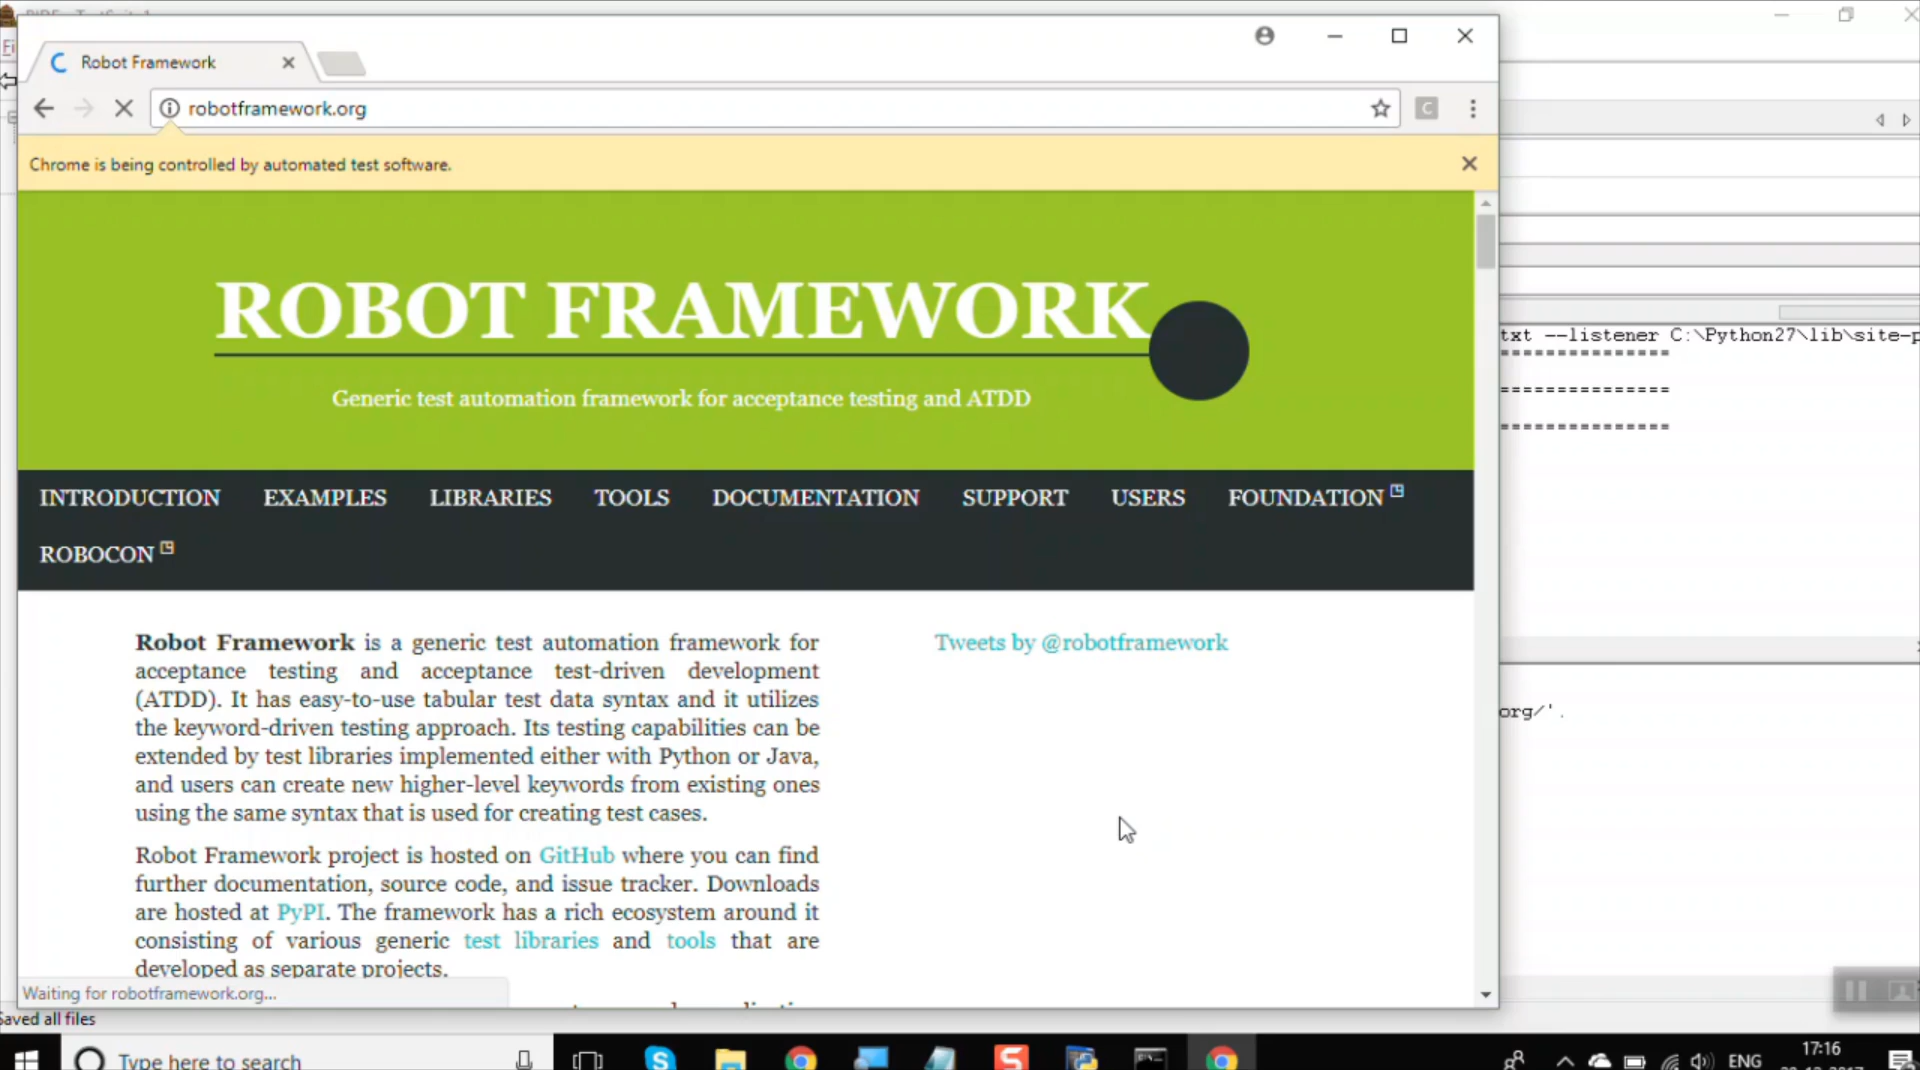 Robot Framework
robotframework.org
Chrome is being controlled by automated test software.
ROBOT FRAMEWORK
Generic test automation framework for acceptance testing and ATDD
INTRODUCTION EXAMPLES LIBRARIES TOOLS DOCUMENTATION SUPPORT USERS FOUNDATION
ROBOCON
txt --listener C:\Python27\lib\site-p
===============
===============
===============
Robot Framework is a generic test automation framework for
acceptance testing and acceptance test-driven development
(ATDD). It has easy-to-use tabular test data syntax and it utilizes
the keyword-driven testing approach. Its testing capabilities can be
extended by test libraries implemented either with Python or Java,
and users can create new higher-level keywords from existing ones
using the same syntax that is used for creating test cases.
Robot Framework project is hosted on GitHub where you can find
further documentation, source code, and issue tracker. Downloads
are hosted at PyPI. The framework has a rich ecosystem around it
consisting of various generic test libraries and tools that are
developed as separate projects.
Tweets by @robotframework
org/'.
Waiting for robotframework.org...
Saved all files
Type here to search
ENG
17:16